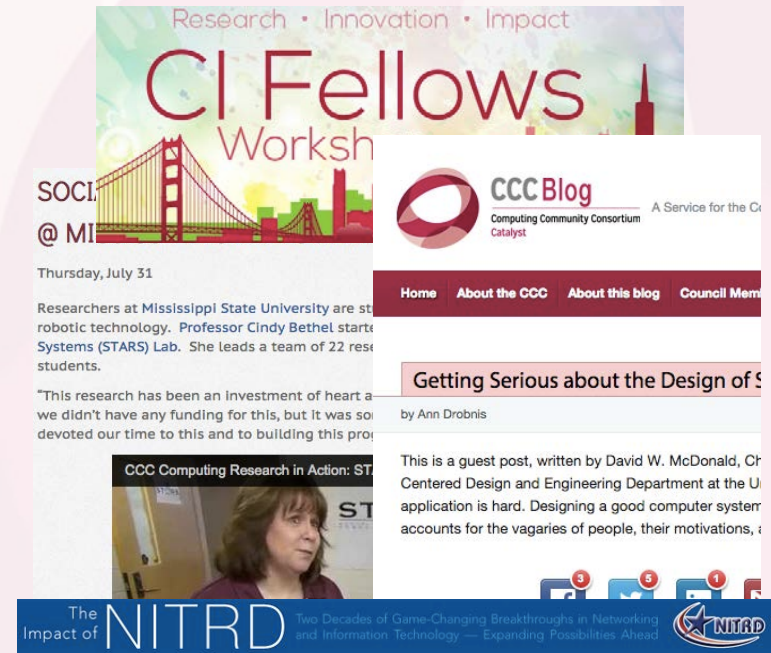 Research • Innovation • Impact
CI Fellows
Worksh
SOCI
@ MI
Thursday, July 31
Researchers at Mississippi State University are st
robotic technology. Professor Cindy Bethel starte
Systems (STARS) Lab. She leads a team of 22 rese
students.
"This research has been an investment of heart a
we didn't have any funding for this, but it was so
devoted our time to this and to building this pro
CCC Computing Research in Action: STA
ST
CCC Blog
Computing Community Consortium
Catalyst
A Service for the Co
Home About the CCC About this blog Council Mem
Getting Serious about the Design of S
by Ann Drobnis
This is a guest post, written by David W. McDonald, Ch
Centered Design and Engineering Department at the Un
application is hard. Designing a good computer system
accounts for the vagaries of people, their motivations, a
3 5 1
The
Impact of
NITRD
Two Decades of Game-Changing Breakthroughs in Networking
and Information Technology — Expanding Possibilities Ahead
NITRD